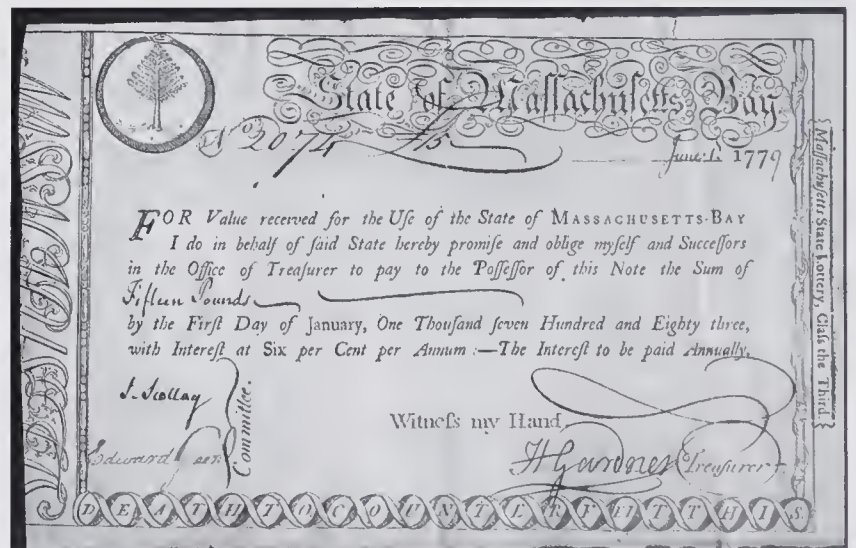 State of Maſſachuſetts Bay
No 2074 £15
June 1. 1779
FOR Value received for the Uſe of the State of MASSACHUSETTS-BAY
I do in behalf of ſaid State hereby promiſe and oblige myſelf and Succeſſors
in the Office of Treaſurer to pay to the Poſſeſſor of this Note the Sum of
Fifteen Pounds
by the Firſt Day of January, One Thouſand ſeven Hundred and Eighty three,
with Intereſt at Six per Cent per Annum:—The Intereſt to be paid Annually.
J. Scollay
Edward
Committee.
Witneſs my Hand
H Gardner Treaſurer
DEATH TO COUNTERFIT THIS.
{Maſſachuſetts State Lottery, Claſs the Third.}